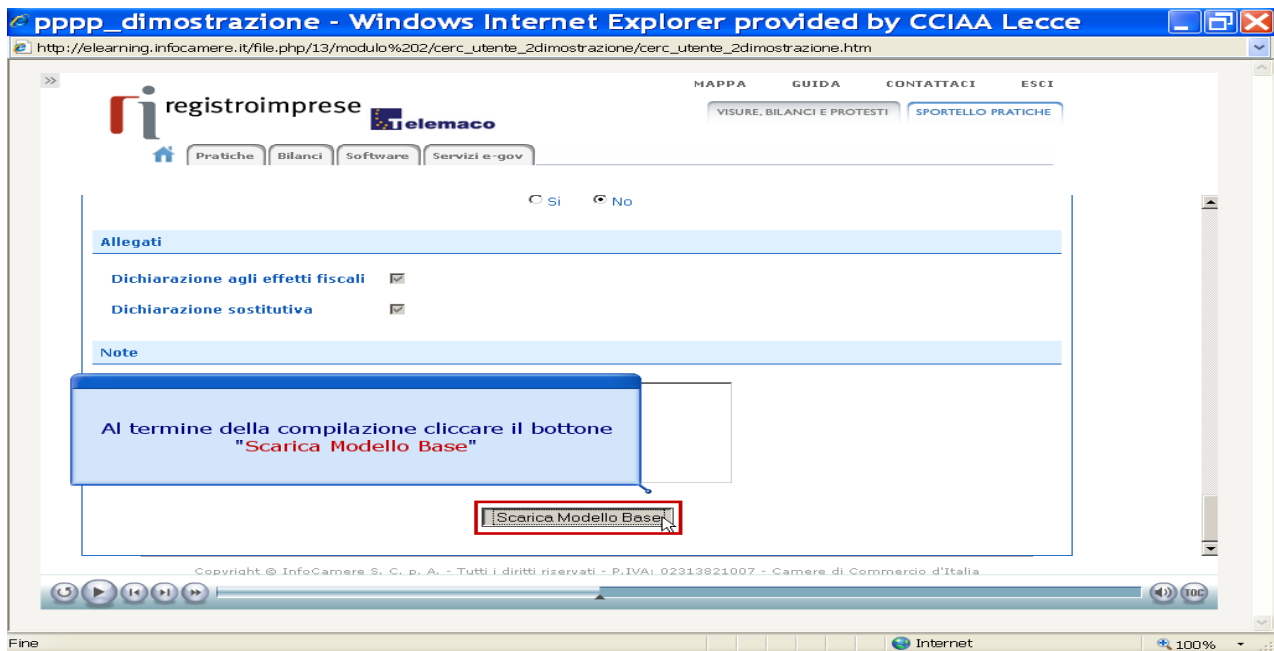 pppp_dimostrazione - Windows Internet Explorer provided by CCIAA Lecce
http://elearning.infocamere.it/file.php/13/modulo%202/cerc_utente_2dimostrazione/cerc_utente_2dimostrazione.htm
MAPPA GUIDA CONTATTACI ESCI
ri registroimprese Telemaco
VISURE, BILANCI E PROTESTI SPORTELLO PRATICHE
Pratiche Bilanci Software Servizi e-gov
Si No
Allegati
Dichiarazione agli effetti fiscali
Dichiarazione sostitutiva
Note
Al termine della compilazione cliccare il bottone
"Scarica Modello Base"
Scarica Modello Base
Copyright © InfoCamere S. C. p. A. - Tutti i diritti riservati - P.IVA: 02313821007 - Camere di Commercio d'Italia
TOC
Fine Internet 100%